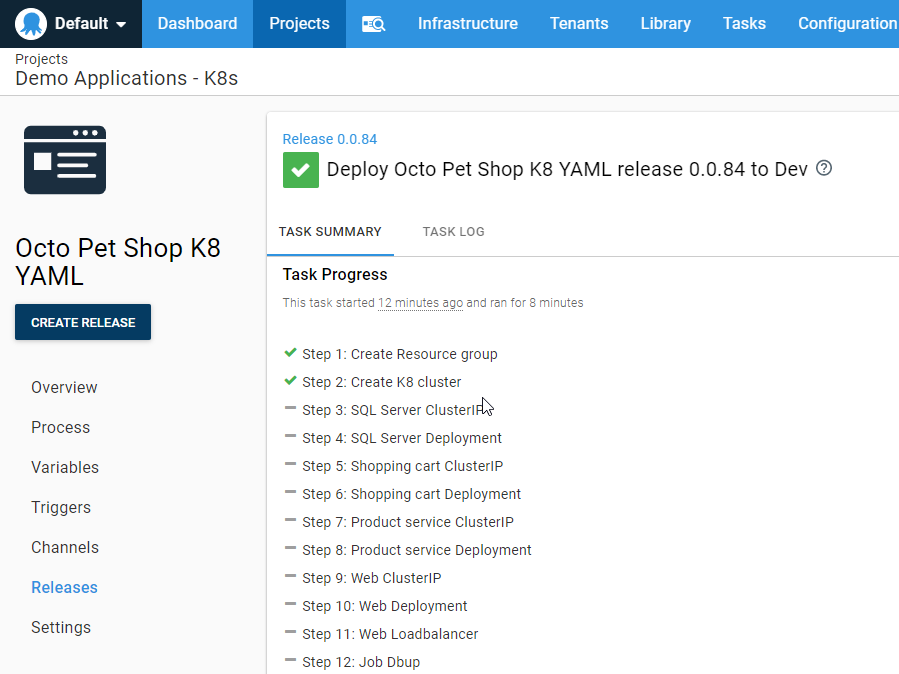 Default
Dashboard
Projects
Infrastructure
Tenants
Library
Tasks
Configuration
Projects
Demo Applications - K8s
Octo Pet Shop K8
YAML
CREATE RELEASE
Overview
Process
Variables
Triggers
Channels
Releases
Settings
Release 0.0.84
Deploy Octo Pet Shop K8 YAML release 0.0.84 to Dev
TASK SUMMARY
TASK LOG
Task Progress
This task started 12 minutes ago and ran for 8 minutes
Step 1: Create Resource group
Step 2: Create K8 cluster
Step 3: SQL Server ClusterIP
Step 4: SQL Server Deployment
Step 5: Shopping cart ClusterIP
Step 6: Shopping cart Deployment
Step 7: Product service ClusterIP
Step 8: Product service Deployment
Step 9: Web ClusterIP
Step 10: Web Deployment
Step 11: Web Loadbalancer
Step 12: Job Dbup